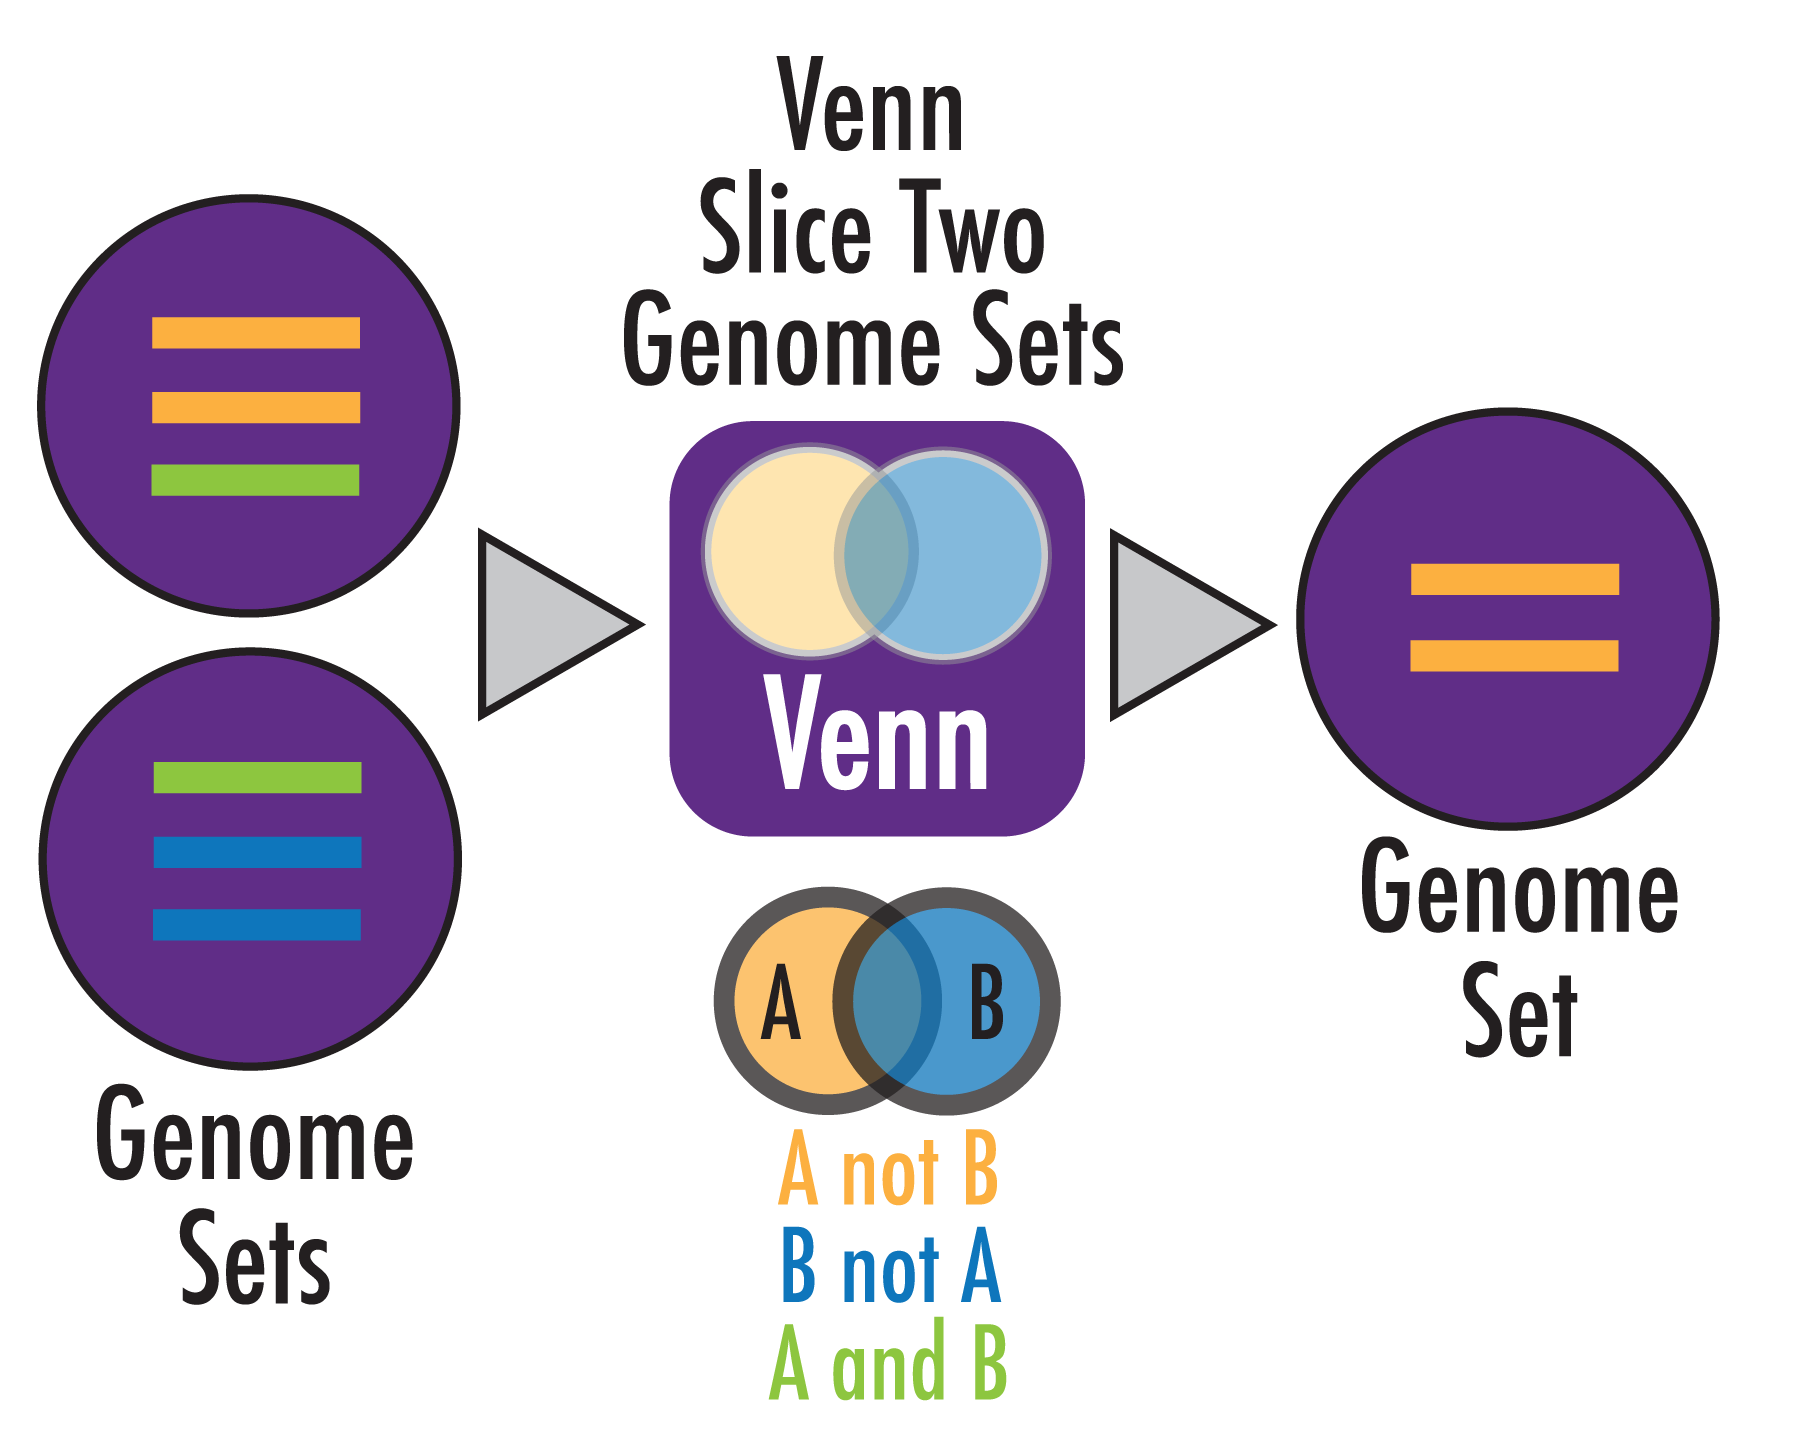 Venn
Slice Two
Genome Sets
Venn
A B
A not B
B not A
A and B
Genome
Sets
Genome
Set